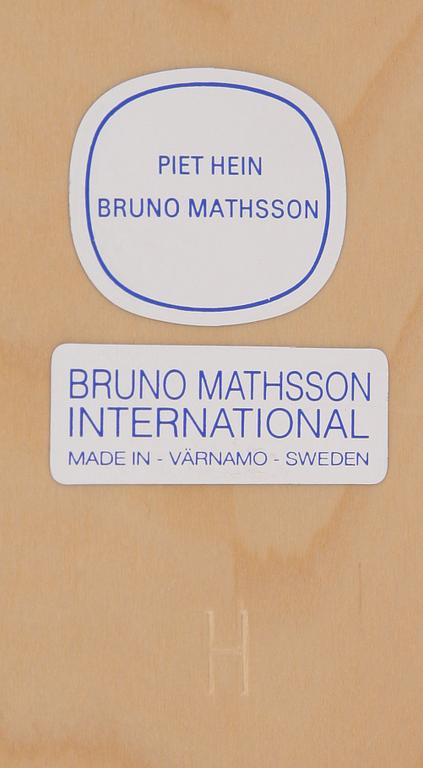 PIET HEIN
BRUNO MATHSSON
BRUNO MATHSSON
INTERNATIONAL
MADE IN - VÄRNAMO - SWEDEN
H